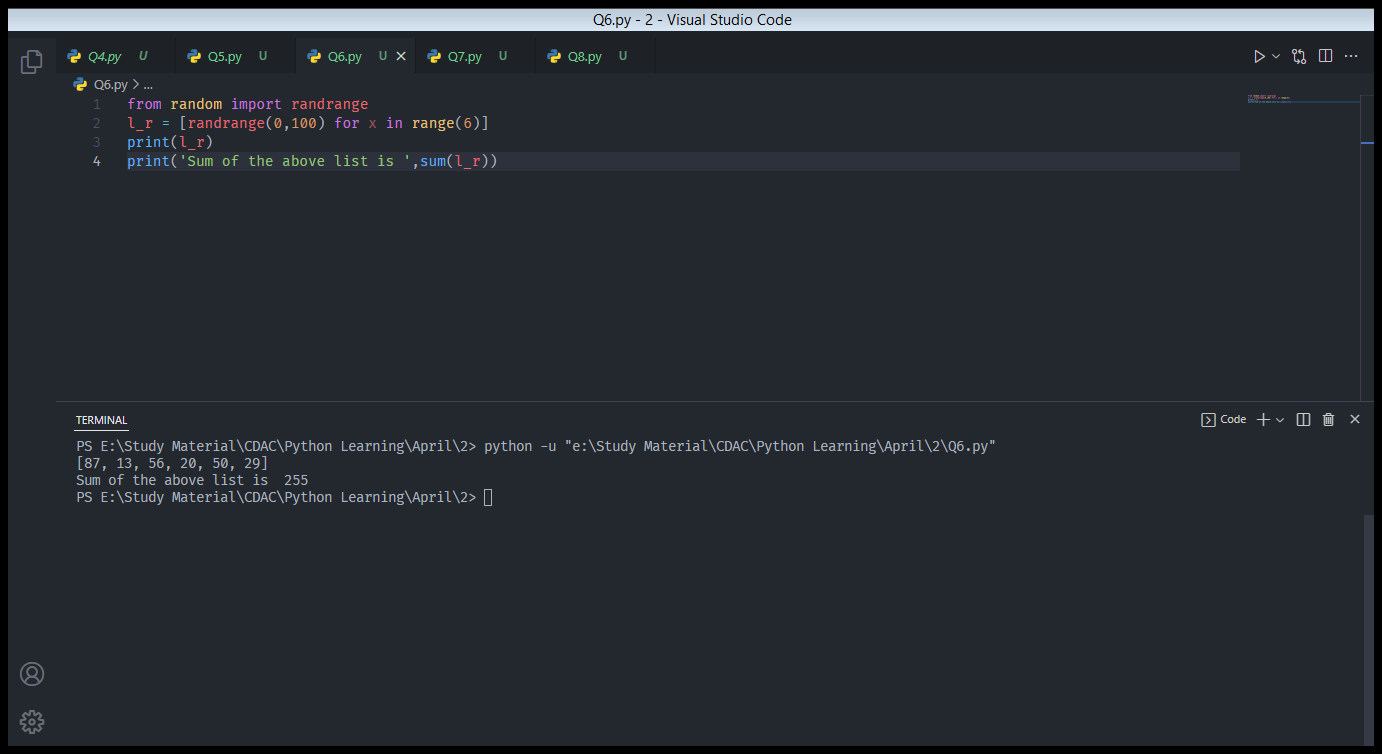 Q6.py - 2 - Visual Studio Code
Q4.py U Q5.py U Q6.py U Q7.py U Q8.py U
Q6.py > ...
1 from random import randrange
2 l_r = [randrange(0,100) for x in range(6)]
3 print(l_r)
4 print('Sum of the above list is ',sum(l_r))
TERMINAL
Code
PS E:\Study Material\CDAC\Python Learning\April\2> python -u "e:\Study Material\CDAC\Python Learning\April\2\Q6.py"
[87, 13, 56, 20, 50, 29]
Sum of the above list is  255
PS E:\Study Material\CDAC\Python Learning\April\2>